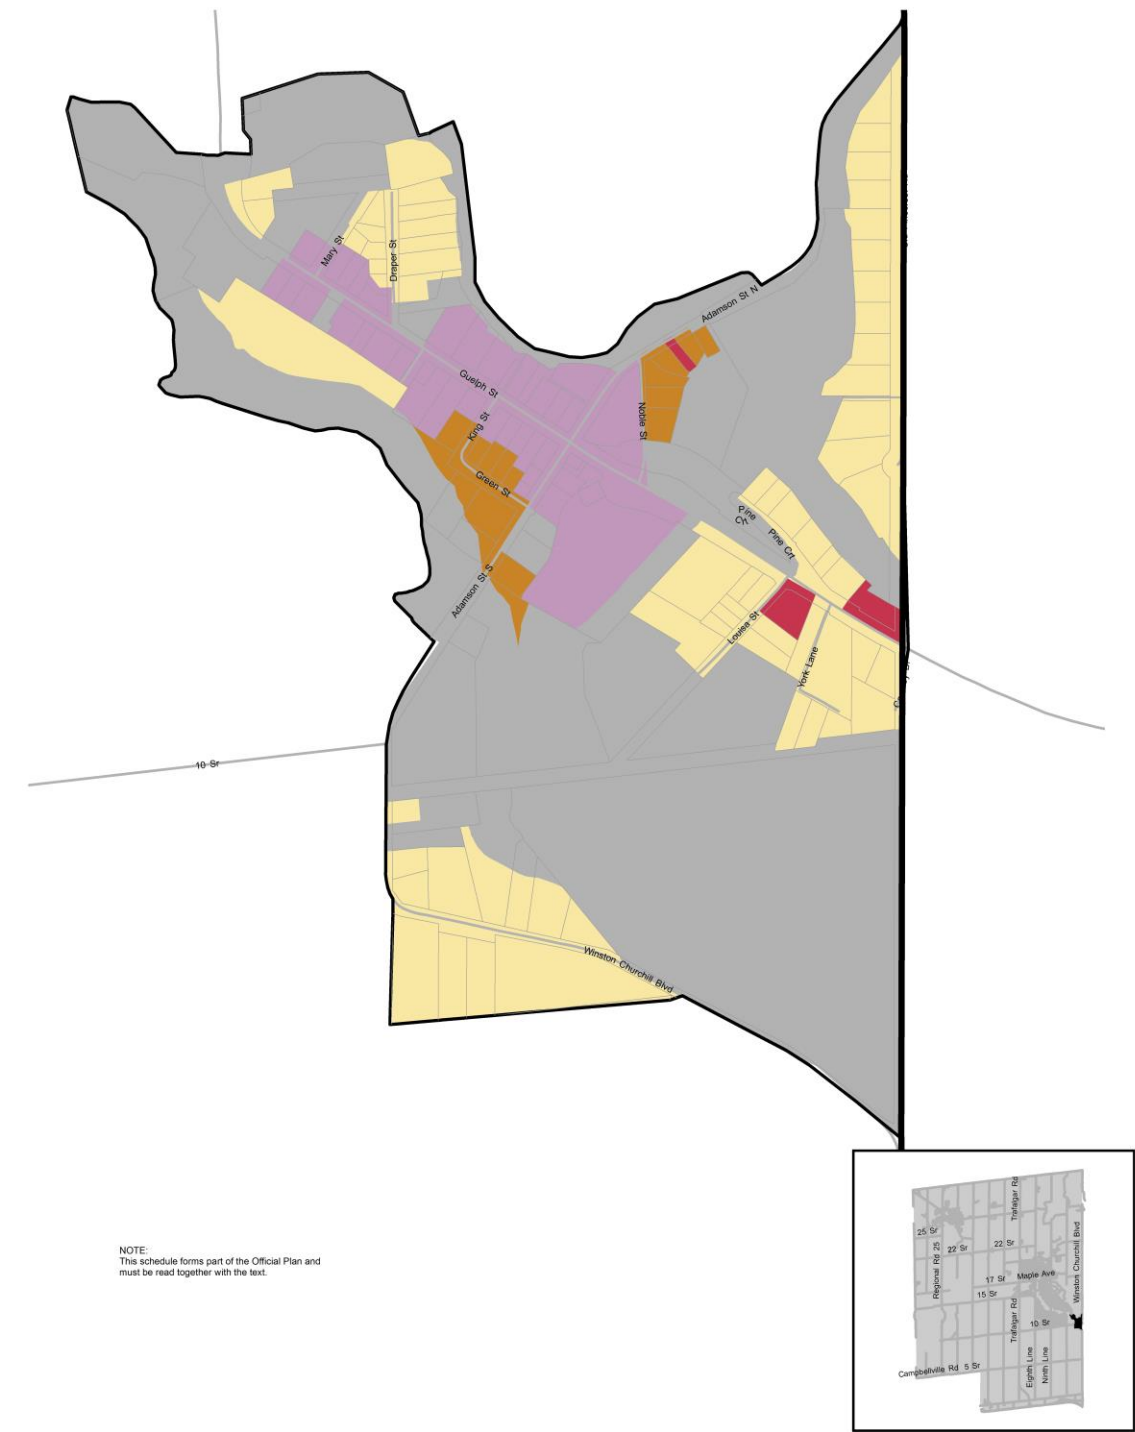 Mary St
Draper St
Adamson St N
Guelph St
King St
Noble St
Green St
Pine
Crt
Pine Crt
Adamson St S
Louisa St
York Lane
10 Sr
Winston Churchill Blvd
NOTE:
This schedule forms part of the Official Plan and
must be read together with the text.
Trafalgar Rd
25 Sr
22 Sr
22 Sr
Regional Rd 25
Winston Churchill Blvd
17 Sr
Maple Ave
15 Sr
Trafalgar Rd
10 Sr
Eighth Line
Ninth Line
Campbellville Rd
5 Sr